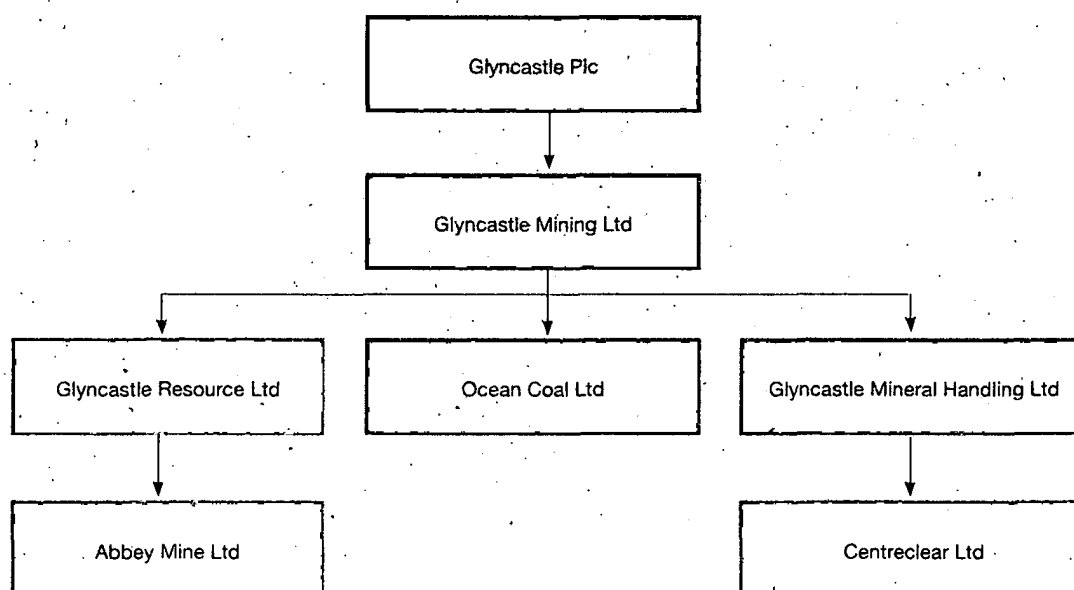 Glyncastle Plc
Glyncastle Mining Ltd
Glyncastle Resource Ltd
Ocean Coal Ltd
Glyncastle Mineral Handling Ltd
Abbey Mine Ltd
Centreclear Ltd